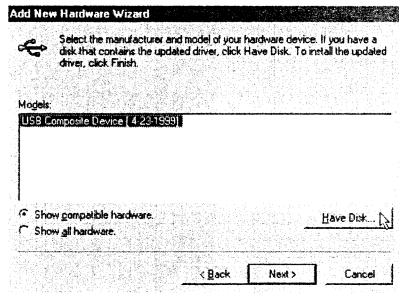 Add New Hardware Wizard
Select the manufacturer and model of your hardware device. If you have a
disk that contains the updated driver, click Have Disk. To install the updated
driver, click Finish.
Models:
USB Composite Device [ 4-23-1999]
Show compatible hardware.
Show all hardware.
Have Disk...
< Back
Next >
Cancel